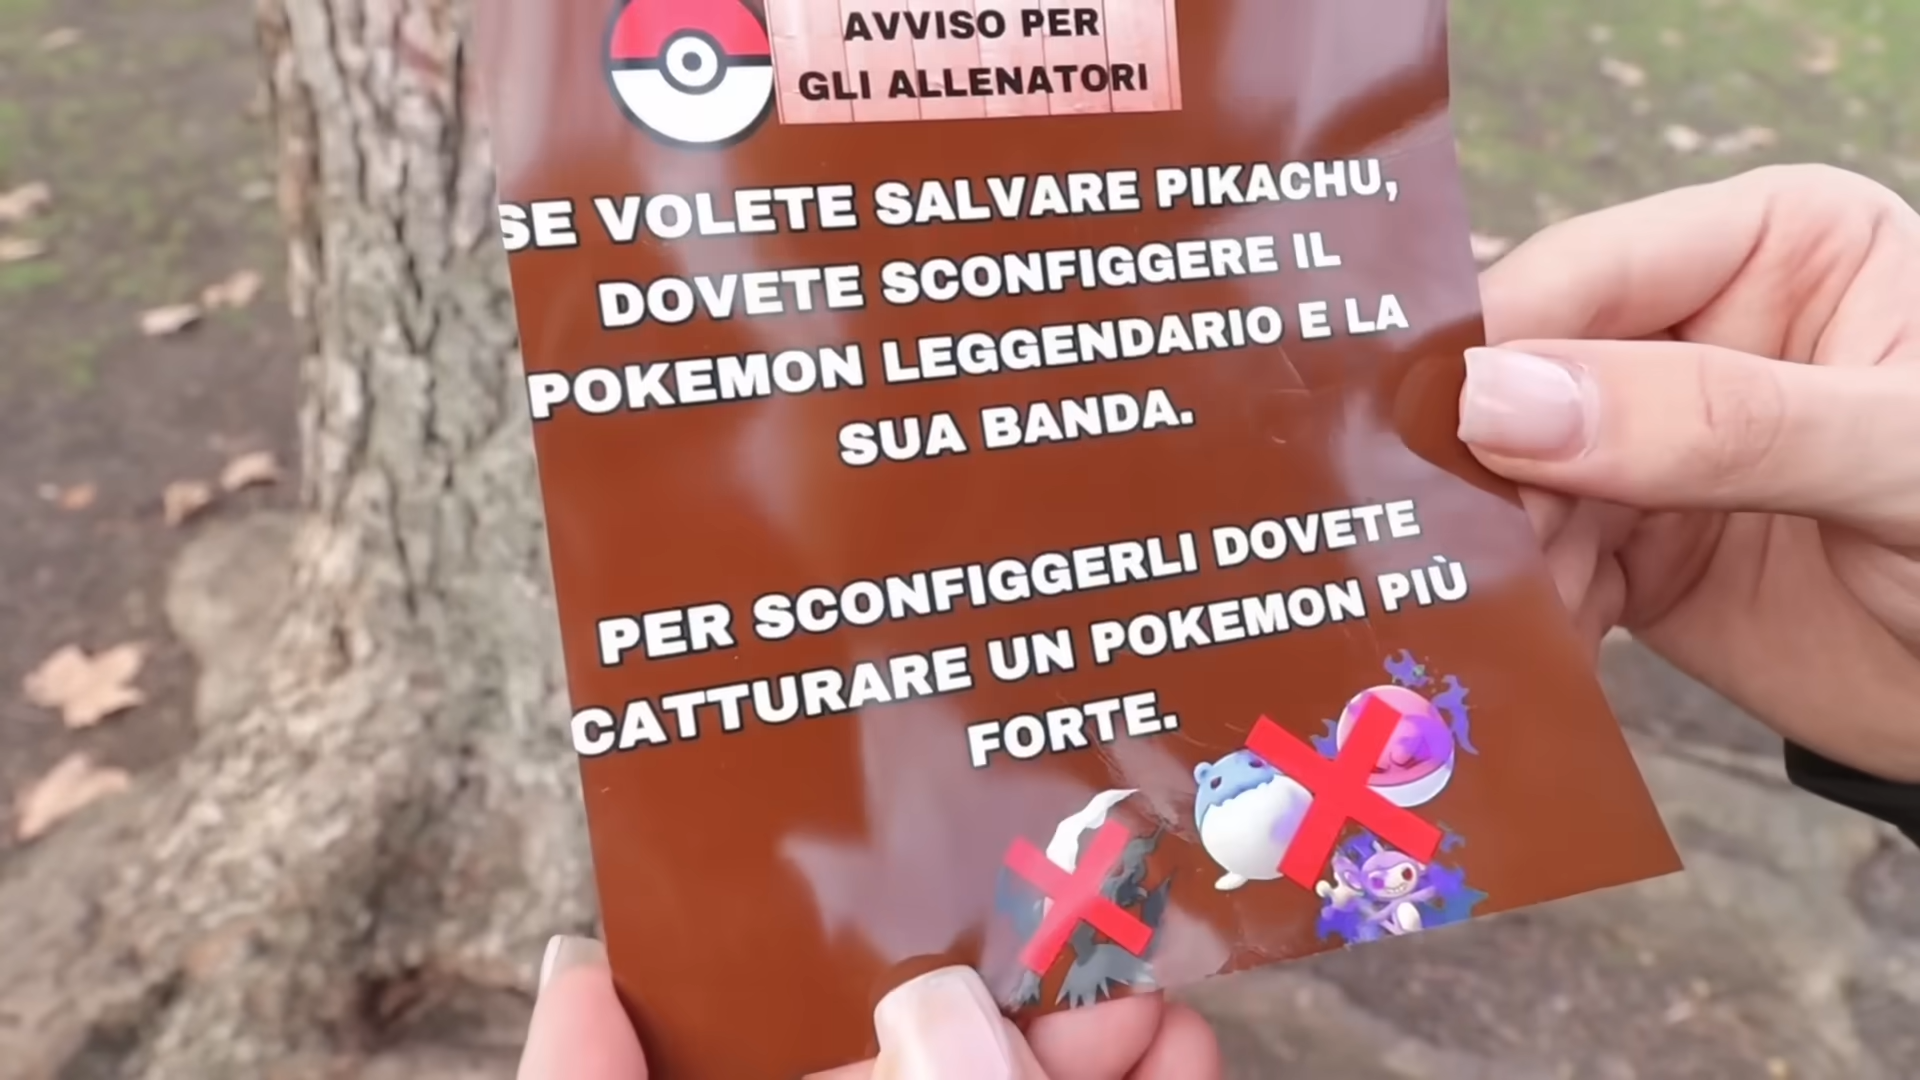 AVVISO PER
GLI ALLENATORI
SE VOLETE SALVARE PIKACHU,
DOVETE SCONFIGGERE IL
POKEMON LEGGENDARIO E LA
SUA BANDA.
PER SCONFIGGERLI DOVETE
CATTURARE UN POKEMON PIÙ
FORTE.